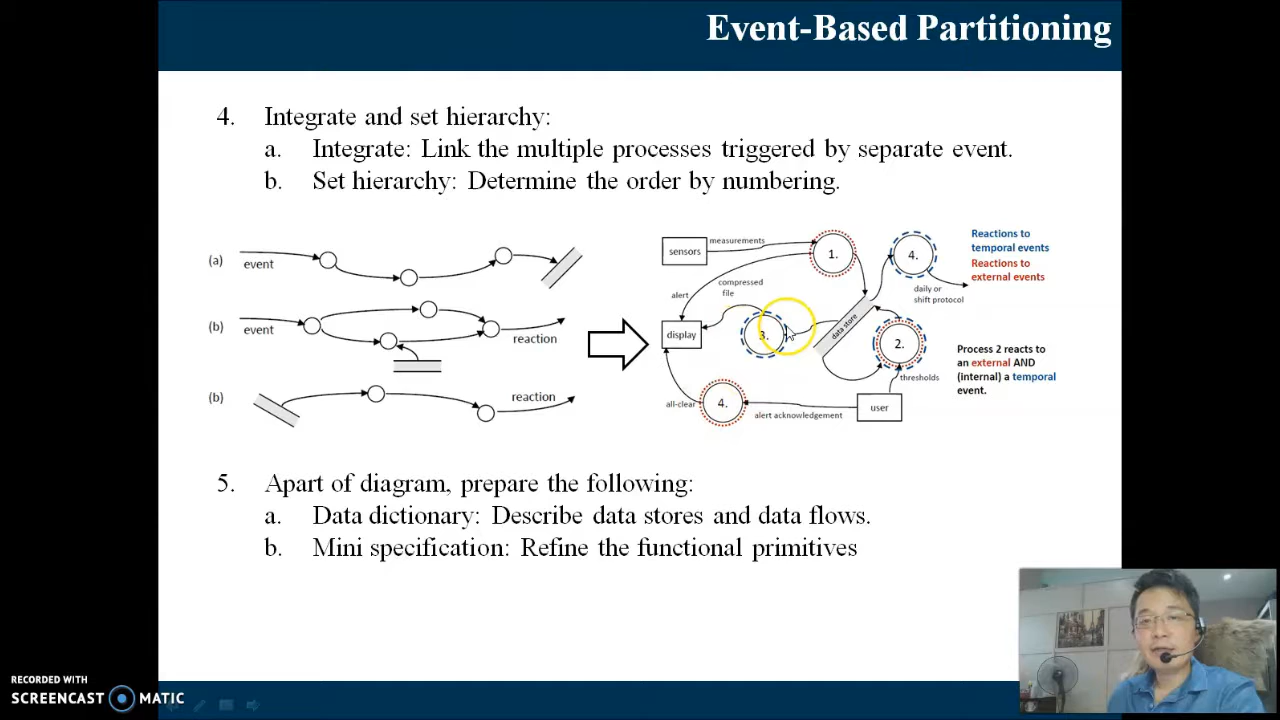 Event-Based Partitioning
4. Integrate and set hierarchy:
a. Integrate: Link the multiple processes triggered by separate event.
b. Set hierarchy: Determine the order by numbering.
(a)
event
(b)
event
reaction
(b)
reaction
sensors
measurements
1.
4.
Reactions to
temporal events
Reactions to
external events
compressed
file
alert
daily or
shift protocol
display
3.
data store
2.
Process 2 reacts to
an external AND
(internal) a temporal
event.
thresholds
all-clear
4.
alert acknowledgement
user
5. Apart of diagram, prepare the following:
a. Data dictionary: Describe data stores and data flows.
b. Mini specification: Refine the functional primitives
RECORDED WITH
SCREENCAST MATIC